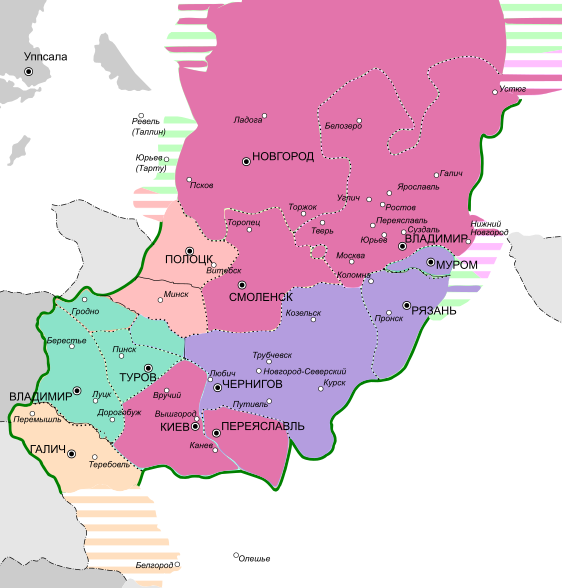 Уппсала
Устюг
Ревель
(Таллин)
Ладога
Белозеро
Юрьев
(Тарту)
НОВГОРОД
Галич
Псков
Ярославль
Углич
Ростов
Торжок
Торопец
Тверь
Переяславль
Суздаль
Нижний
Новгород
Юрьев
ВЛАДИМИР
ПОЛОЦК
Витебск
Москва
МУРОМ
Коломна
Минск
СМОЛЕНСК
Гродно
Козельск
Пронск
РЯЗАНЬ
Берестье
Пинск
Трубчевск
ТУРОВ
Любич
Новгород-Северский
ЧЕРНИГОВ
Курск
ВЛАДИМИР
Луцк
Вручий
Путивль
Перемышль
Дорогобуж
Вышгород
КИЕВ
ПЕРЕЯСЛАВЛЬ
ГАЛИЧ
Канев
Теребовль
Белгород
Олешье